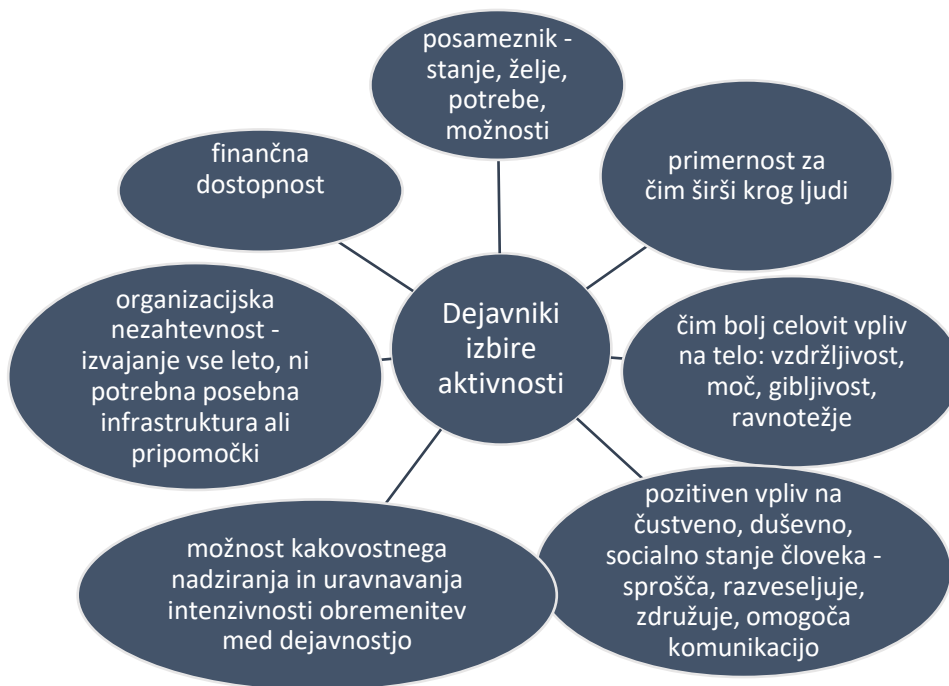 posameznik -
stanje, želje,
potrebe,
možnosti
finančna
dostopnost
primernost za
čim širši krog ljudi
organizacijska
nezahtevnost -
izvajanje vse leto, ni
potrebna posebna
infrastruktura ali
pripomočki
Dejavniki
izbire
aktivnosti
čim bolj celovit vpliv
na telo: vzdržljivost,
moč, gibljivost,
ravnotežje
možnost kakovostnega
nadziranja in uravnavanja
intenzivnosti obremenitev
med dejavnostjo
pozitiven vpliv na
čustveno, duševno,
socialno stanje človeka -
sprošča, razveseljuje,
združuje, omogoča
komunikacijo